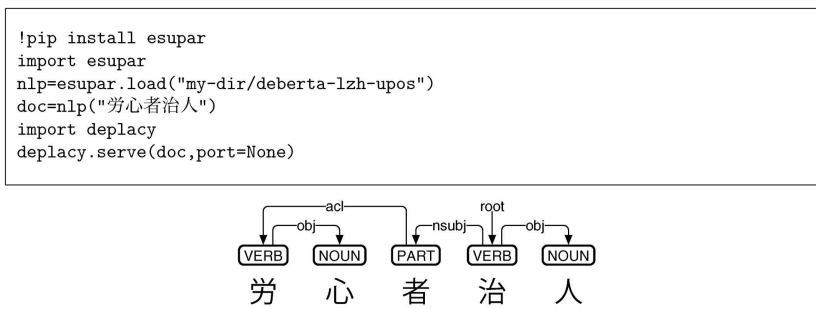 !pip install esupar
import esupar
nlp=esupar.load("my-dir/deberta-lzh-upos")
doc=nlp("労心者治人")
import deplacy
deplacy.serve(doc,port=None)
acl root
obj nsubj obj
VERB NOUN PART VERB NOUN
労 心 者 治 人